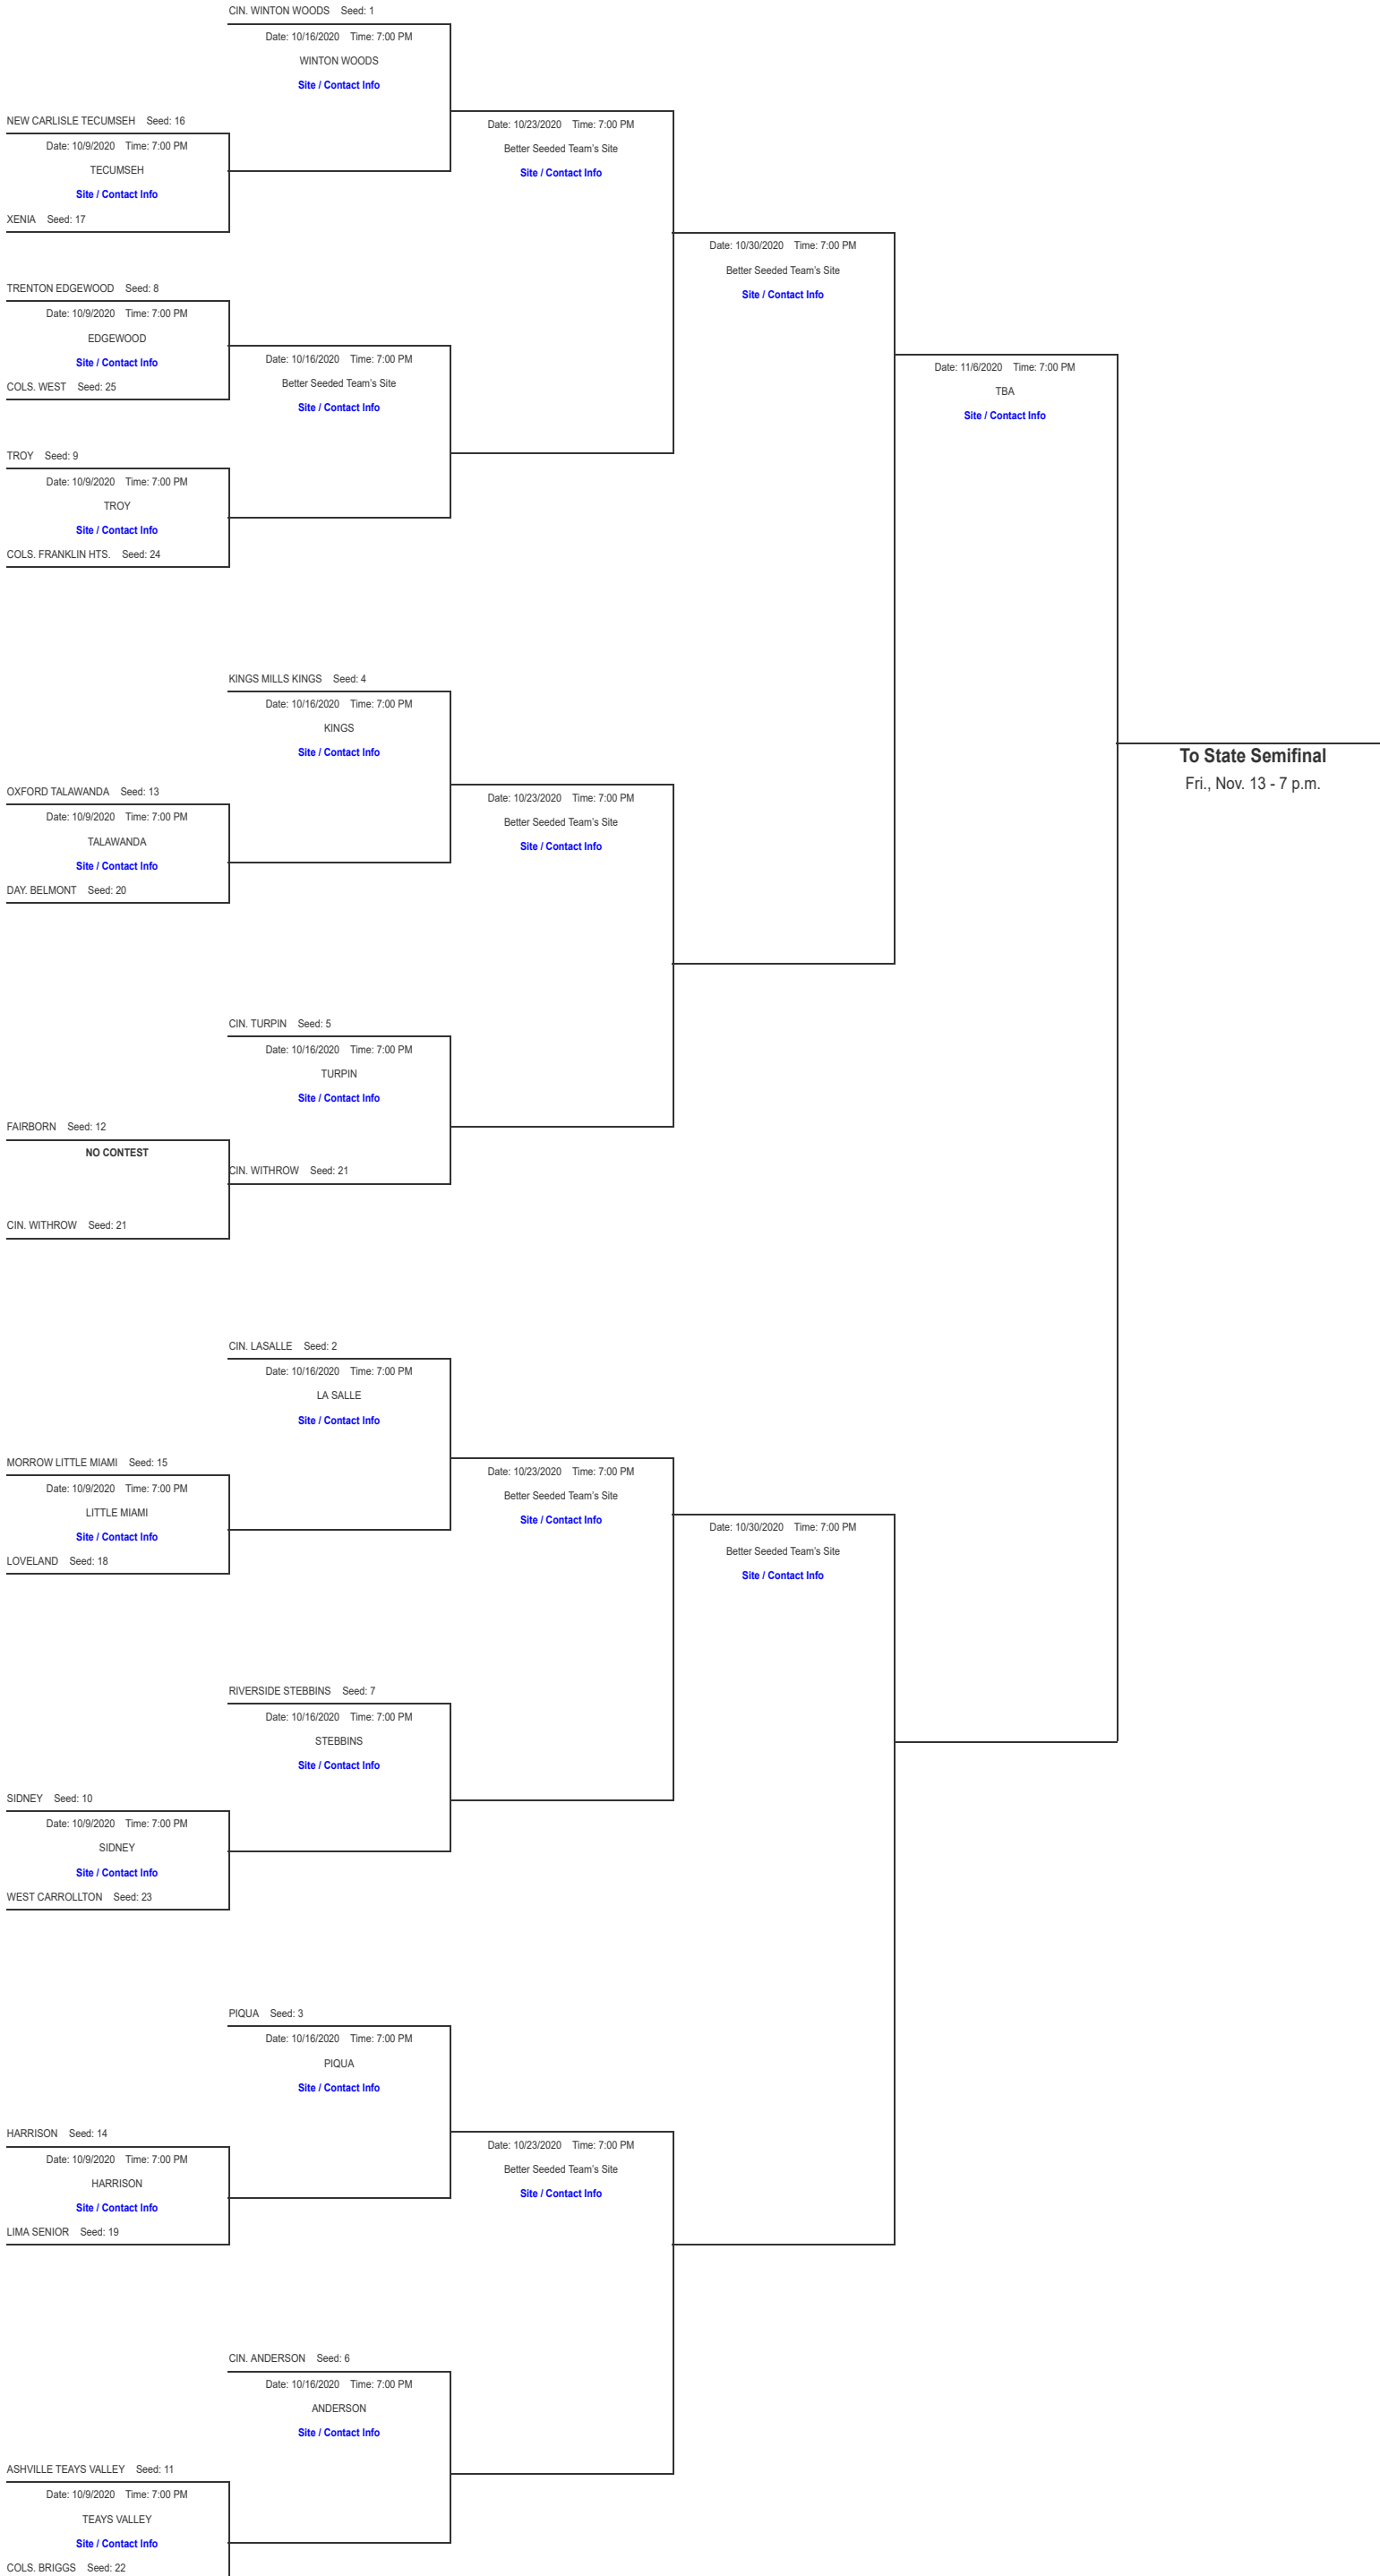 CIN. WINTON WOODS Seed: 1
Date: 10/16/2020 Time: 7:00 PM
WINTON WOODS
Site / Contact Info
NEW CARLISLE TECUMSEH Seed: 16
Date: 10/9/2020 Time: 7:00 PM
TECUMSEH
Site / Contact Info
XENIA Seed: 17
Date: 10/23/2020 Time: 7:00 PM
Better Seeded Team's Site
Site / Contact Info
Date: 10/30/2020 Time: 7:00 PM
Better Seeded Team's Site
Site / Contact Info
TRENTON EDGEWOOD Seed: 8
Date: 10/9/2020 Time: 7:00 PM
EDGEWOOD
Site / Contact Info
COLS. WEST Seed: 25
Date: 10/16/2020 Time: 7:00 PM
Better Seeded Team's Site
Site / Contact Info
Date: 11/6/2020 Time: 7:00 PM
TBA
Site / Contact Info
TROY Seed: 9
Date: 10/9/2020 Time: 7:00 PM
TROY
Site / Contact Info
COLS. FRANKLIN HTS. Seed: 24
KINGS MILLS KINGS Seed: 4
Date: 10/16/2020 Time: 7:00 PM
KINGS
Site / Contact Info
To State Semifinal
Fri., Nov. 13 - 7 p.m.
OXFORD TALAWANDA Seed: 13
Date: 10/9/2020 Time: 7:00 PM
TALAWANDA
Site / Contact Info
DAY. BELMONT Seed: 20
Date: 10/23/2020 Time: 7:00 PM
Better Seeded Team's Site
Site / Contact Info
CIN. TURPIN Seed: 5
Date: 10/16/2020 Time: 7:00 PM
TURPIN
Site / Contact Info
FAIRBORN Seed: 12
NO CONTEST
CIN. WITHROW Seed: 21
CIN. WITHROW Seed: 21
CIN. LASALLE Seed: 2
Date: 10/16/2020 Time: 7:00 PM
LA SALLE
Site / Contact Info
MORROW LITTLE MIAMI Seed: 15
Date: 10/9/2020 Time: 7:00 PM
LITTLE MIAMI
Site / Contact Info
LOVELAND Seed: 18
Date: 10/23/2020 Time: 7:00 PM
Better Seeded Team's Site
Site / Contact Info
Date: 10/30/2020 Time: 7:00 PM
Better Seeded Team's Site
Site / Contact Info
RIVERSIDE STEBBINS Seed: 7
Date: 10/16/2020 Time: 7:00 PM
STEBBINS
Site / Contact Info
SIDNEY Seed: 10
Date: 10/9/2020 Time: 7:00 PM
SIDNEY
Site / Contact Info
WEST CARROLLTON Seed: 23
PIQUA Seed: 3
Date: 10/16/2020 Time: 7:00 PM
PIQUA
Site / Contact Info
HARRISON Seed: 14
Date: 10/9/2020 Time: 7:00 PM
HARRISON
Site / Contact Info
LIMA SENIOR Seed: 19
Date: 10/23/2020 Time: 7:00 PM
Better Seeded Team's Site
Site / Contact Info
CIN. ANDERSON Seed: 6
Date: 10/16/2020 Time: 7:00 PM
ANDERSON
Site / Contact Info
ASHVILLE TEAYS VALLEY Seed: 11
Date: 10/9/2020 Time: 7:00 PM
TEAYS VALLEY
Site / Contact Info
COLS. BRIGGS Seed: 22